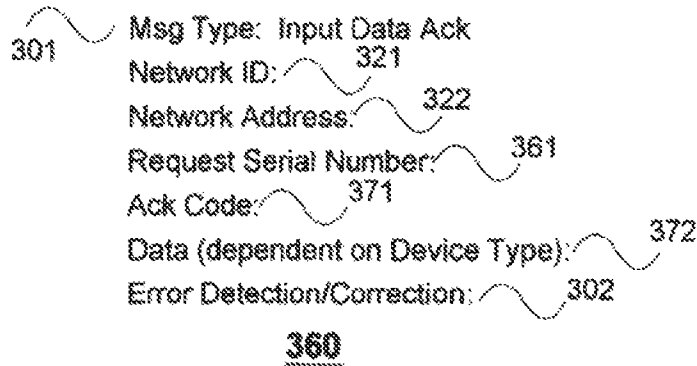 301 Msg Type: Input Data Ack
Network ID: 321
Network Address: 322
Request Serial Number: 361
Ack Code: 371
Data (dependent on Device Type): 372
Error Detection/Correction: 302
360